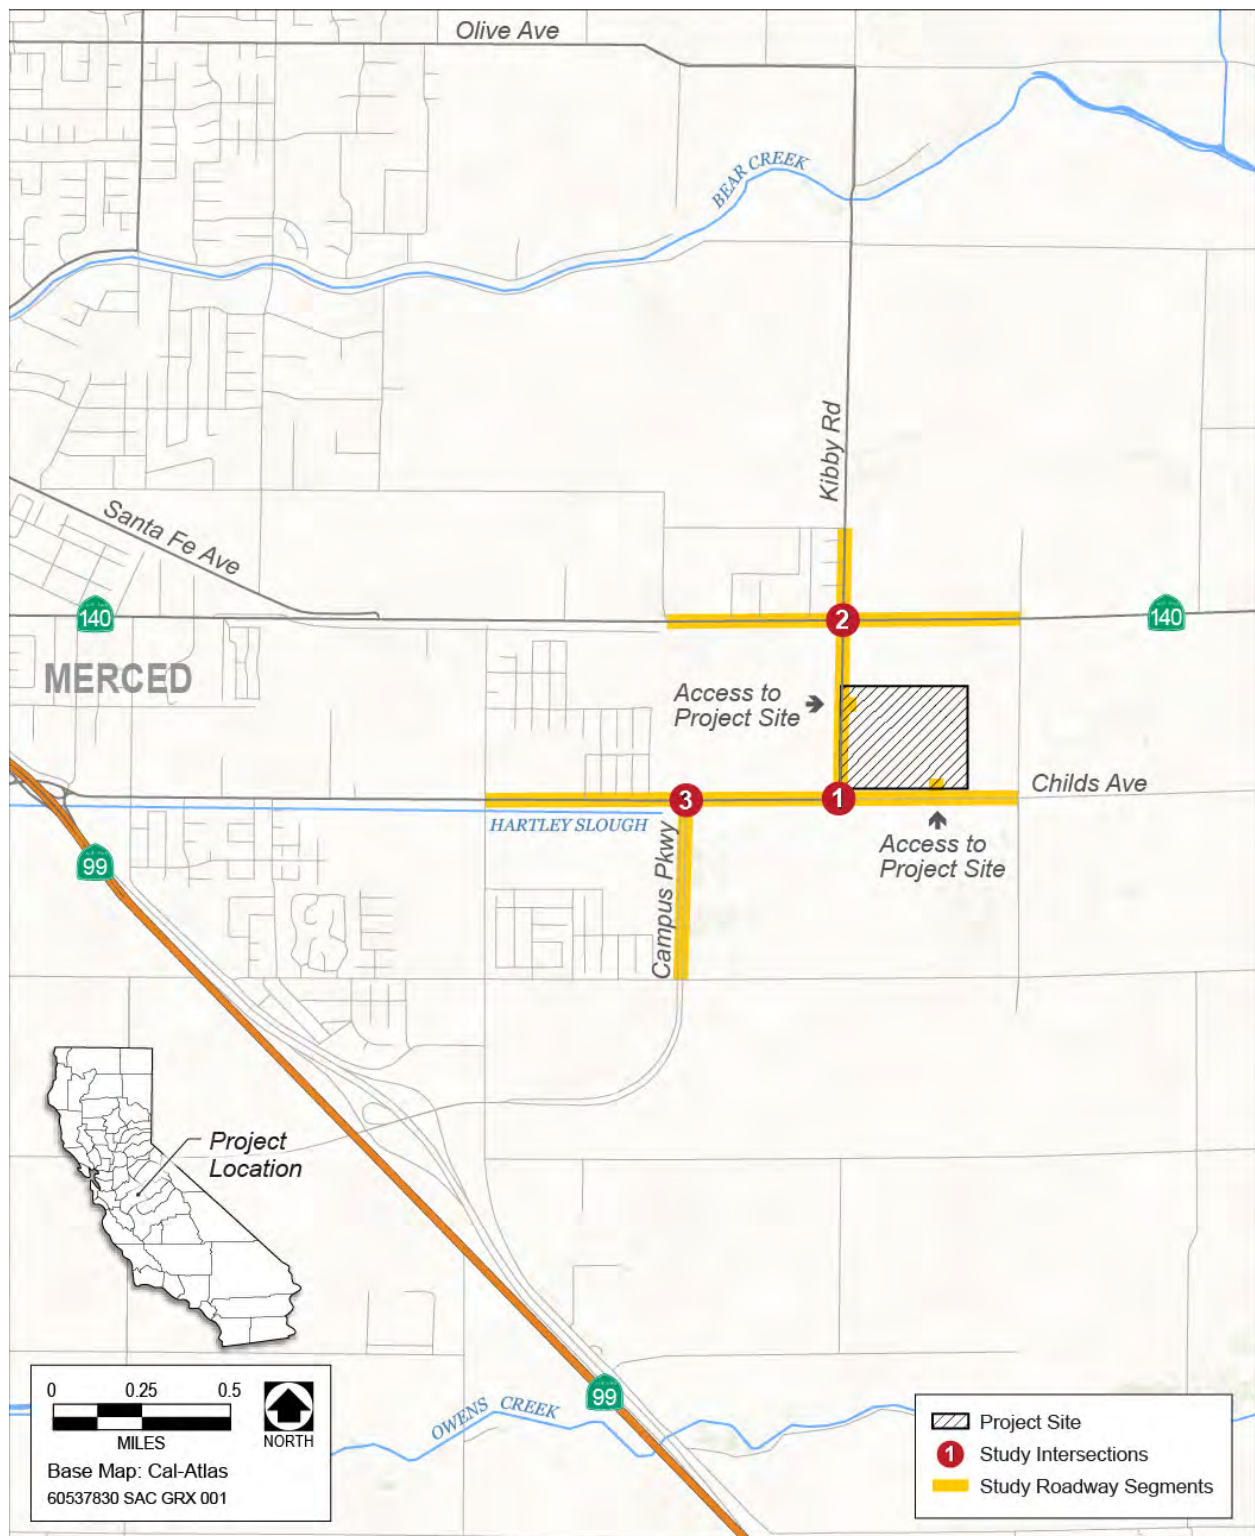 Olive Ave
BEAR CREEK
Kibby Rd
Santa Fe Ave
140
2
140
MERCED
Access to
Project Site
Childs Ave
3
1
HARTLEY SLOUGH
Campus Pkwy
Access to
Project Site
99
Project
Location
99
OWENS CREEK
0 0.25 0.5
MILES
NORTH
Base Map: Cal-Atlas
60537830 SAC GRX 001
Project Site
1 Study Intersections
Study Roadway Segments